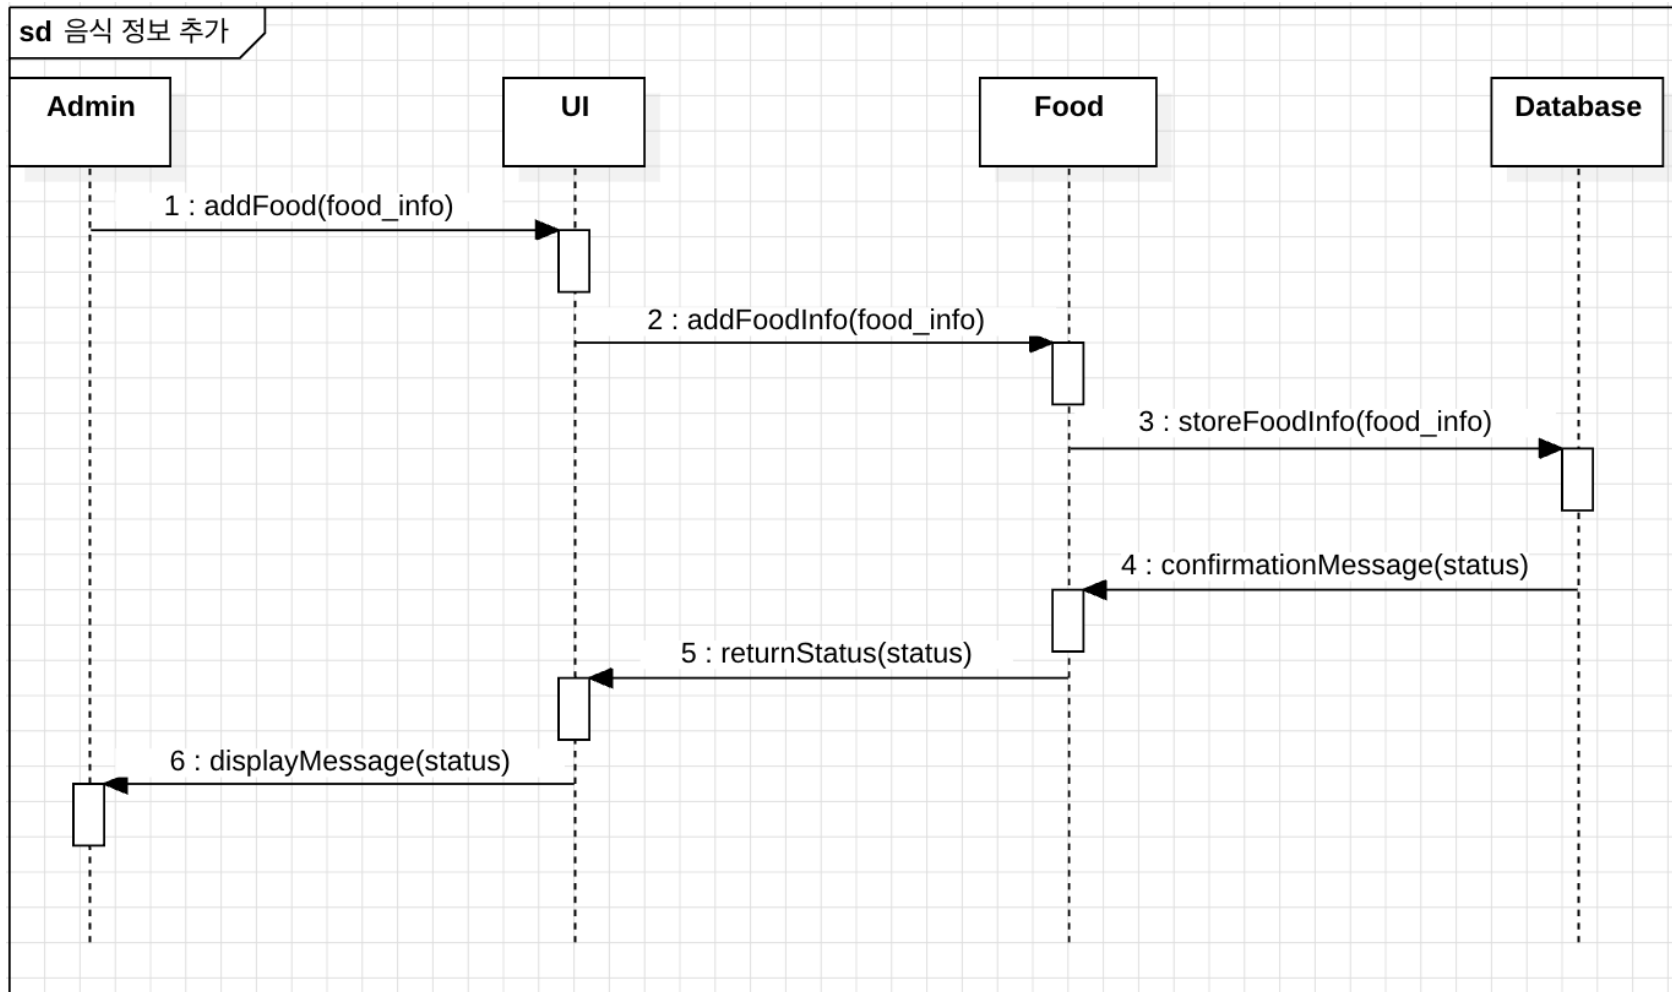 sd 음식 정보 추가
Admin
UI
Food
Database
1 : addFood(food_info)
2 : addFoodInfo(food_info)
3 : storeFoodInfo(food_info)
4 : confirmationMessage(status)
5 : returnStatus(status)
6 : displayMessage(status)